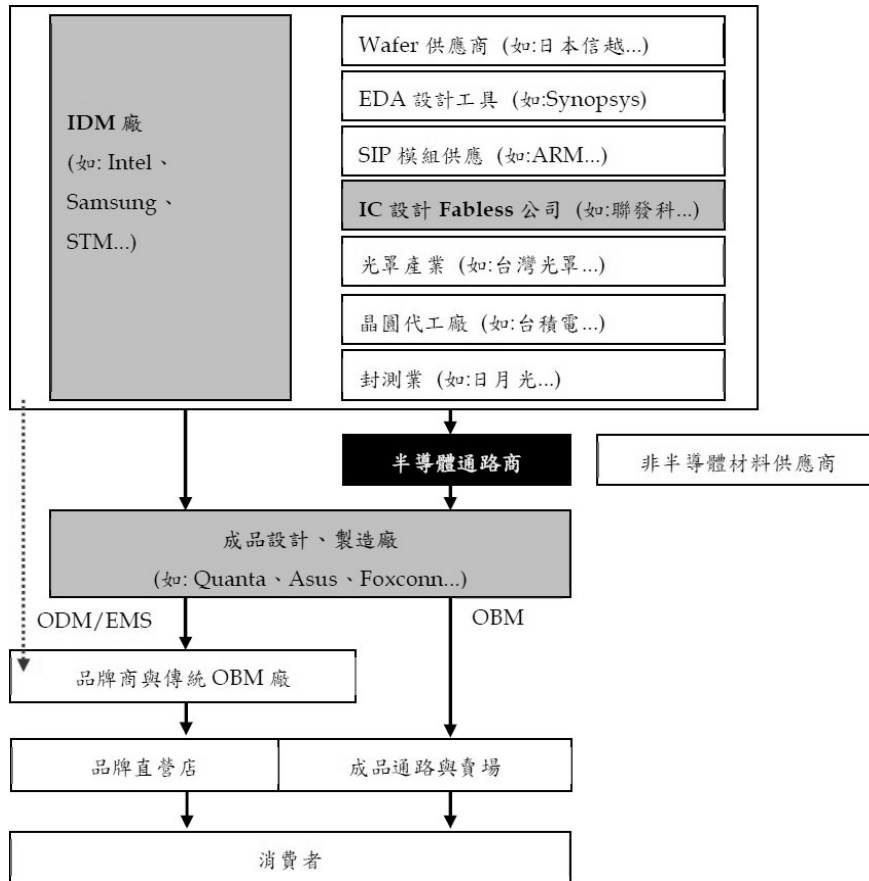 IDM 廠
(如: Intel、
Samsung、
STM...)
Wafer 供應商 (如:日本信越...)
EDA 設計工具 (如:Synopsys)
SIP 模組供應 (如:ARM...)
IC 設計 Fabless 公司 (如:聯發科...)
光罩產業 (如:台灣光罩...)
晶圓代工廠 (如:台積電...)
封測業 (如:日月光...)
半導體通路商
非半導體材料供應商
成品設計、製造廠
(如: Quanta、Asus、Foxconn...)
ODM/EMS
OBM
品牌商與傳統 OBM 廠
品牌直營店
成品通路與賣場
消費者